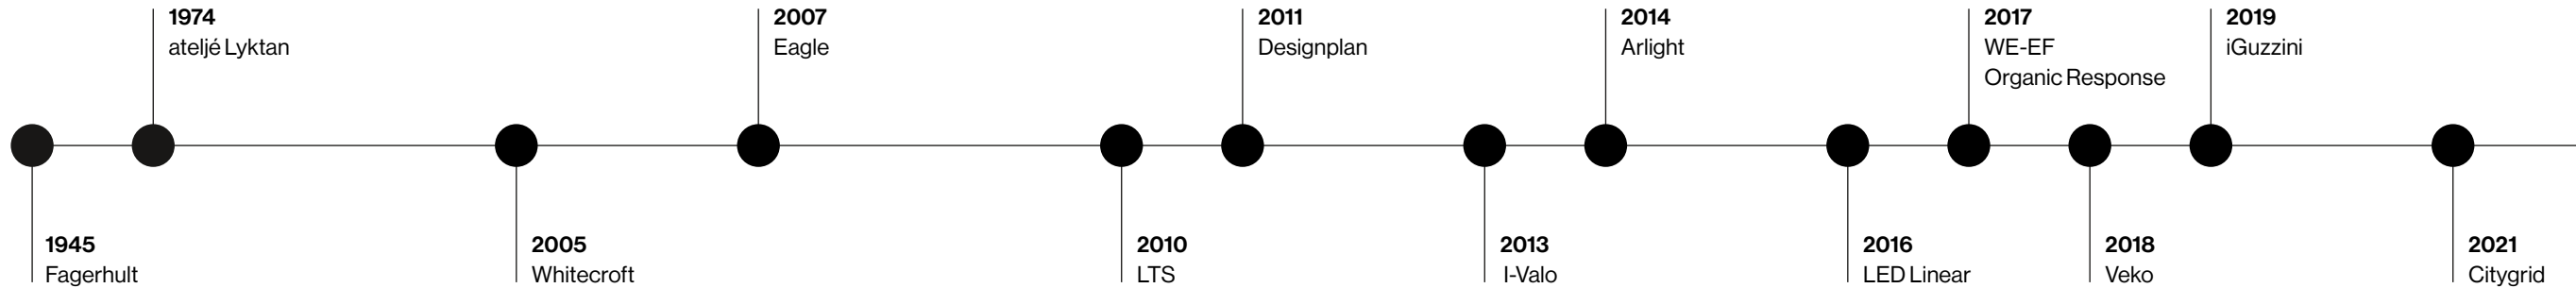 1974
ateljé Lyktan
2007
Eagle
2011
Designplan
2014
Arlight
2017
WE-EF
Organic Response
2019
iGuzzini
1945
Fagerhult
2005
Whitecroft
2010
LTS
2013
I-Valo
2016
LED Linear
2018
Veko
2021
Citygrid